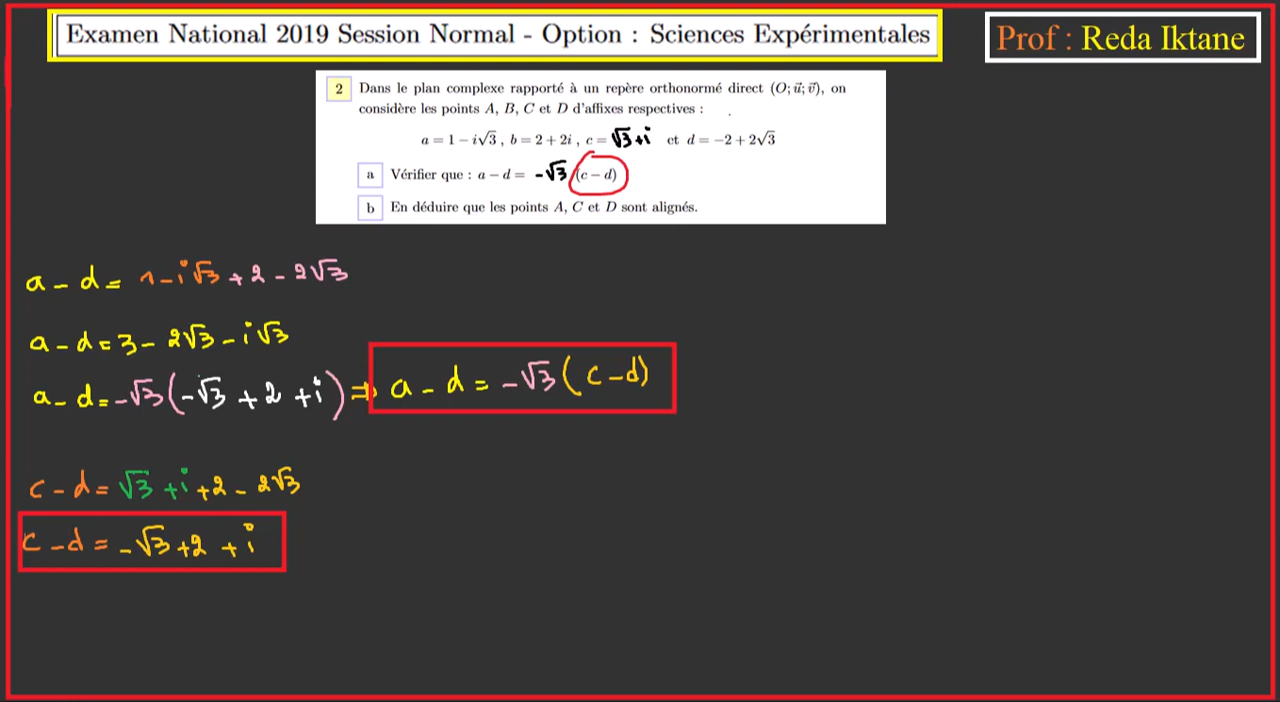 Examen National 2019 Session Normal - Option : Sciences Expérimentales
Prof : Reda Iktane
2 Dans le plan complexe rapporté à un repère orthonormé direct (O; u⃗; v⃗), on
considère les points A, B, C et D d'affixes respectives :
a = 1 − i√3 , b = 2 + 2i , c = √3+i et d = −2 + 2√3
a Vérifier que : a − d = -√3 (c − d)
b En déduire que les points A, C et D sont alignés.
a - d = 1 - i√3 + 2 - 2√3
a - d = 3 - 2√3 - i√3
a - d = -√3 (-√3 + 2 + i) ⇒ a - d = -√3 (c - d)
c - d = √3 + i + 2 - 2√3
c - d = -√3 + 2 + i